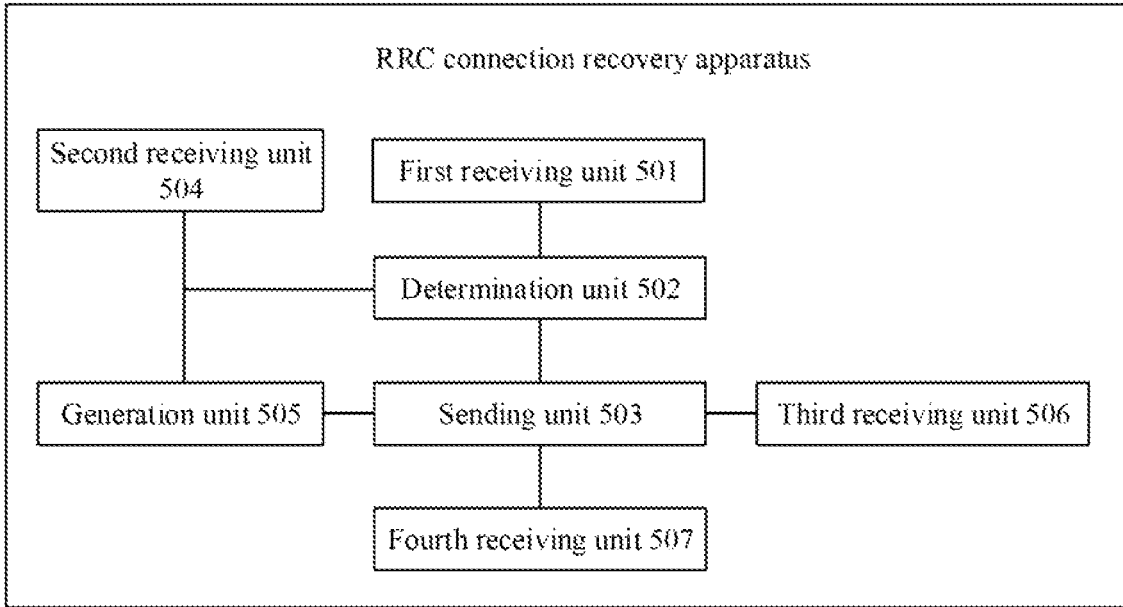 RRC connection recovery apparatus
Second receiving unit
504
First receiving unit 501
Determination unit 502
Generation unit 505
Sending unit 503
Third receiving unit 506
Fourth receiving unit 507